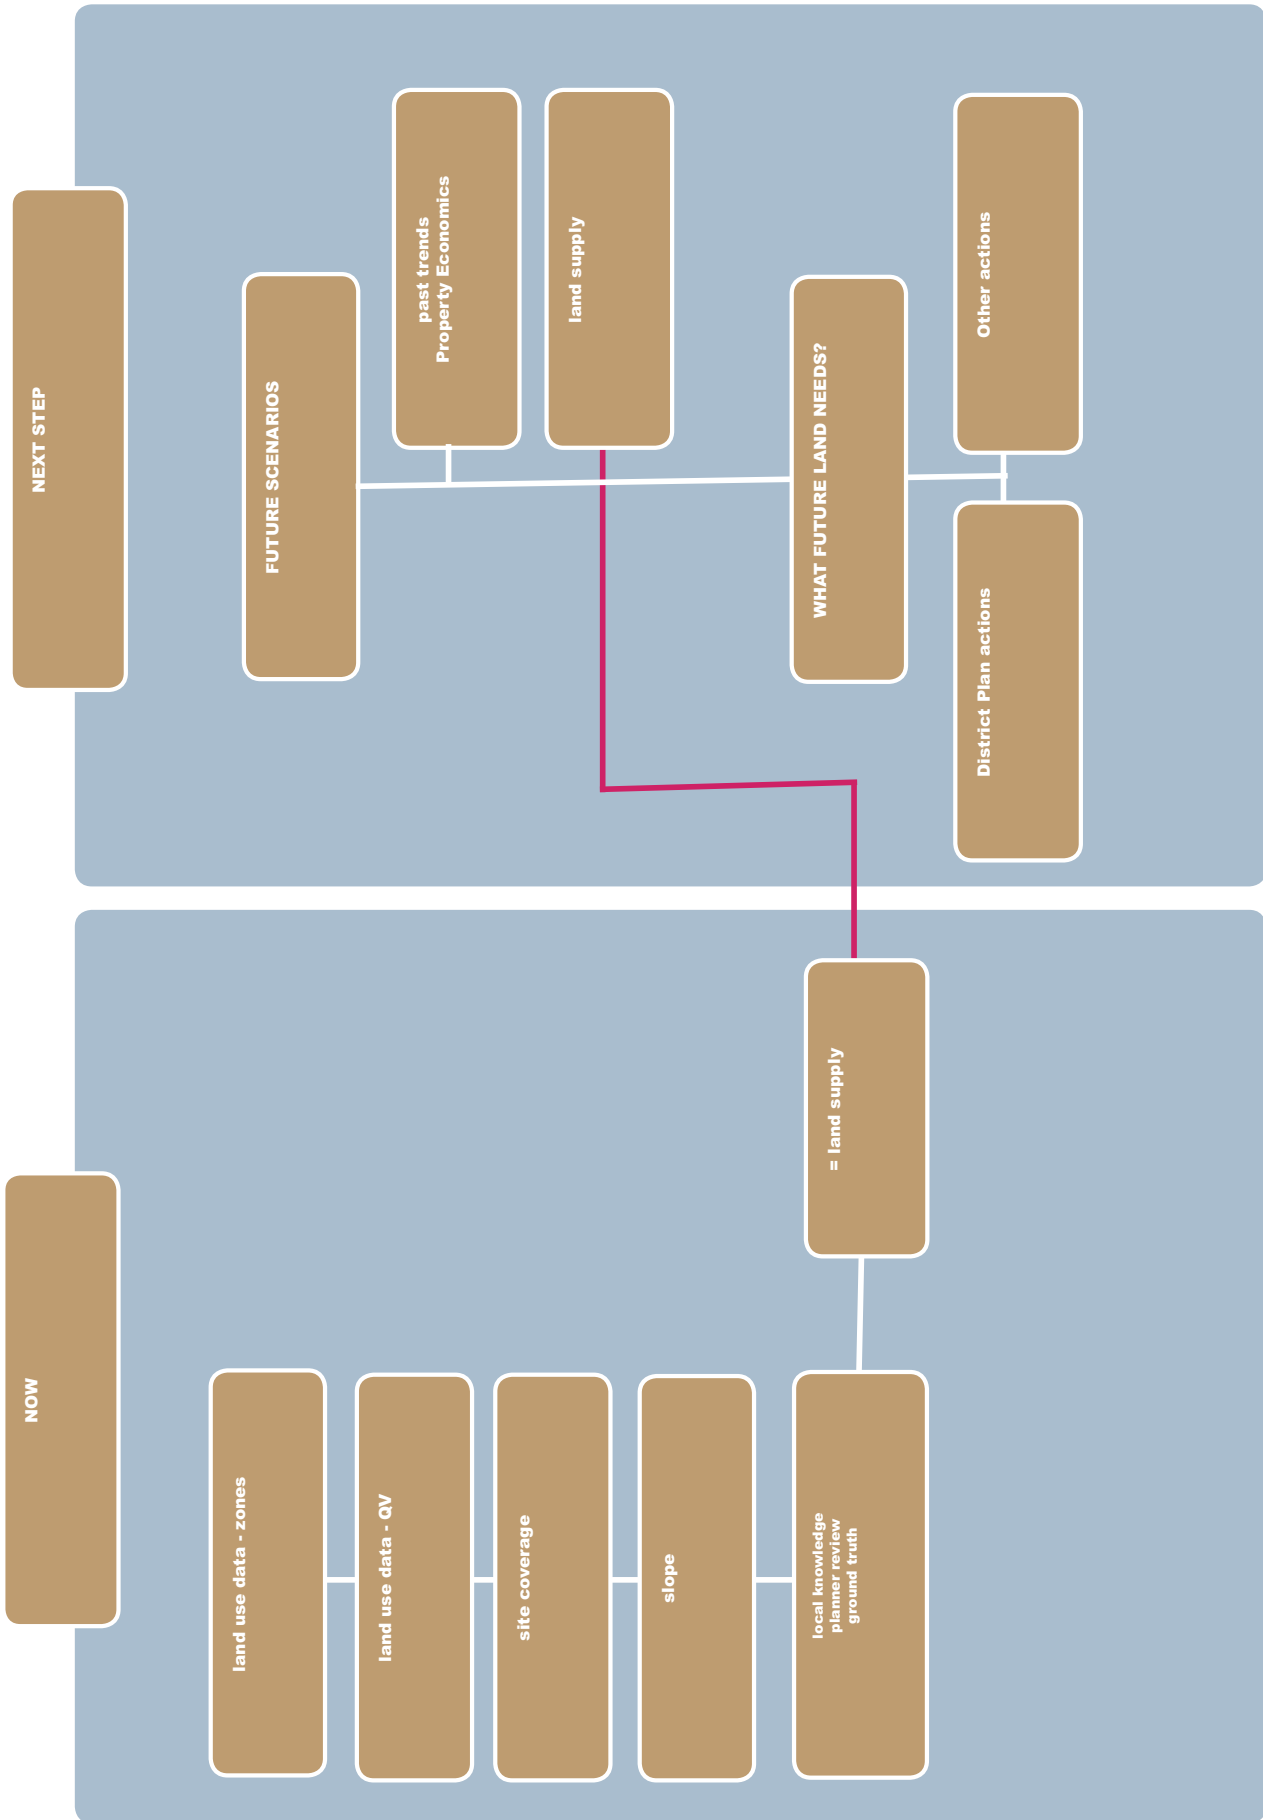 NOW
land use data - zones
land use data - QV
site coverage
slope
local knowledge
planner review
ground truth
= land supply
NEXT STEP
FUTURE SCENARIOS
past trends
Property Economics
land supply
WHAT FUTURE LAND NEEDS?
District Plan actions
Other actions